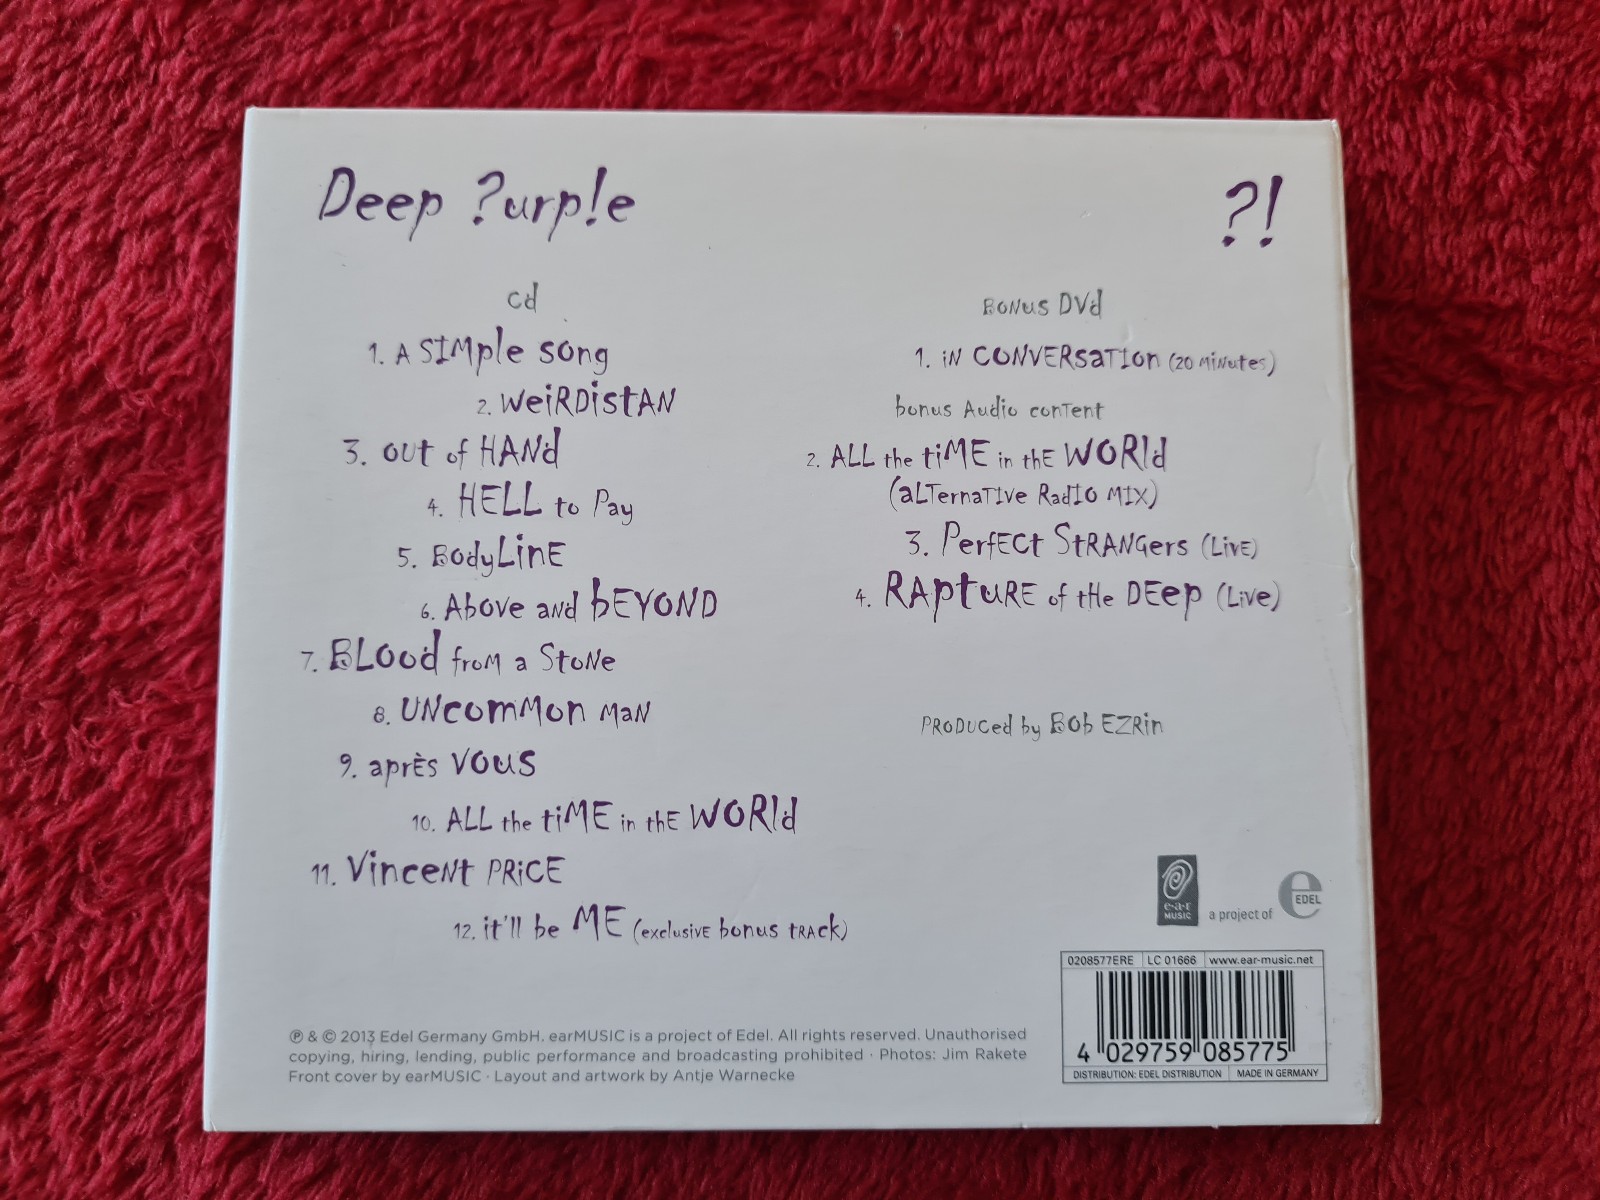 Deep ?urp!e
?!
cd
1. A SIMple song
2. WeiRDistAN
3. out of HANd
4. HELL to Pay
5. BodyLinE
6. Above and bEYOND
7. BLood froM a StoNe
8. UNcomMon MaN
9. aprÈs vous
10. ALL the tiME in thE WORld
11. VinceNt PRiCE
12. it'll be ME (exclusivE bonus tRAck)
BoNus DVd
1. iN CONVERSaTIon (20 MiNutes)
bonus Audio conTent
2. ALL the tiME in thE WORld
(aLTernaTIve RadIO MIX)
3. PerfECt StRANGers (LivE)
4. RAptuRE of tHe DEep (Live)
PRODUCed by Bob EZRin
e·a·r
MUSIC
a project of
e
EDEL
0208577ERE LC 01666 www.ear-music.net
4 029759 085775
DISTRIBUTION: EDEL DISTRIBUTION MADE IN GERMANY
℗ & © 2013 Edel Germany GmbH. earMUSIC is a project of Edel. All rights reserved. Unauthorised
copying, hiring, lending, public performance and broadcasting prohibited · Photos: Jim Rakete
Front cover by earMUSIC · Layout and artwork by Antje Warnecke